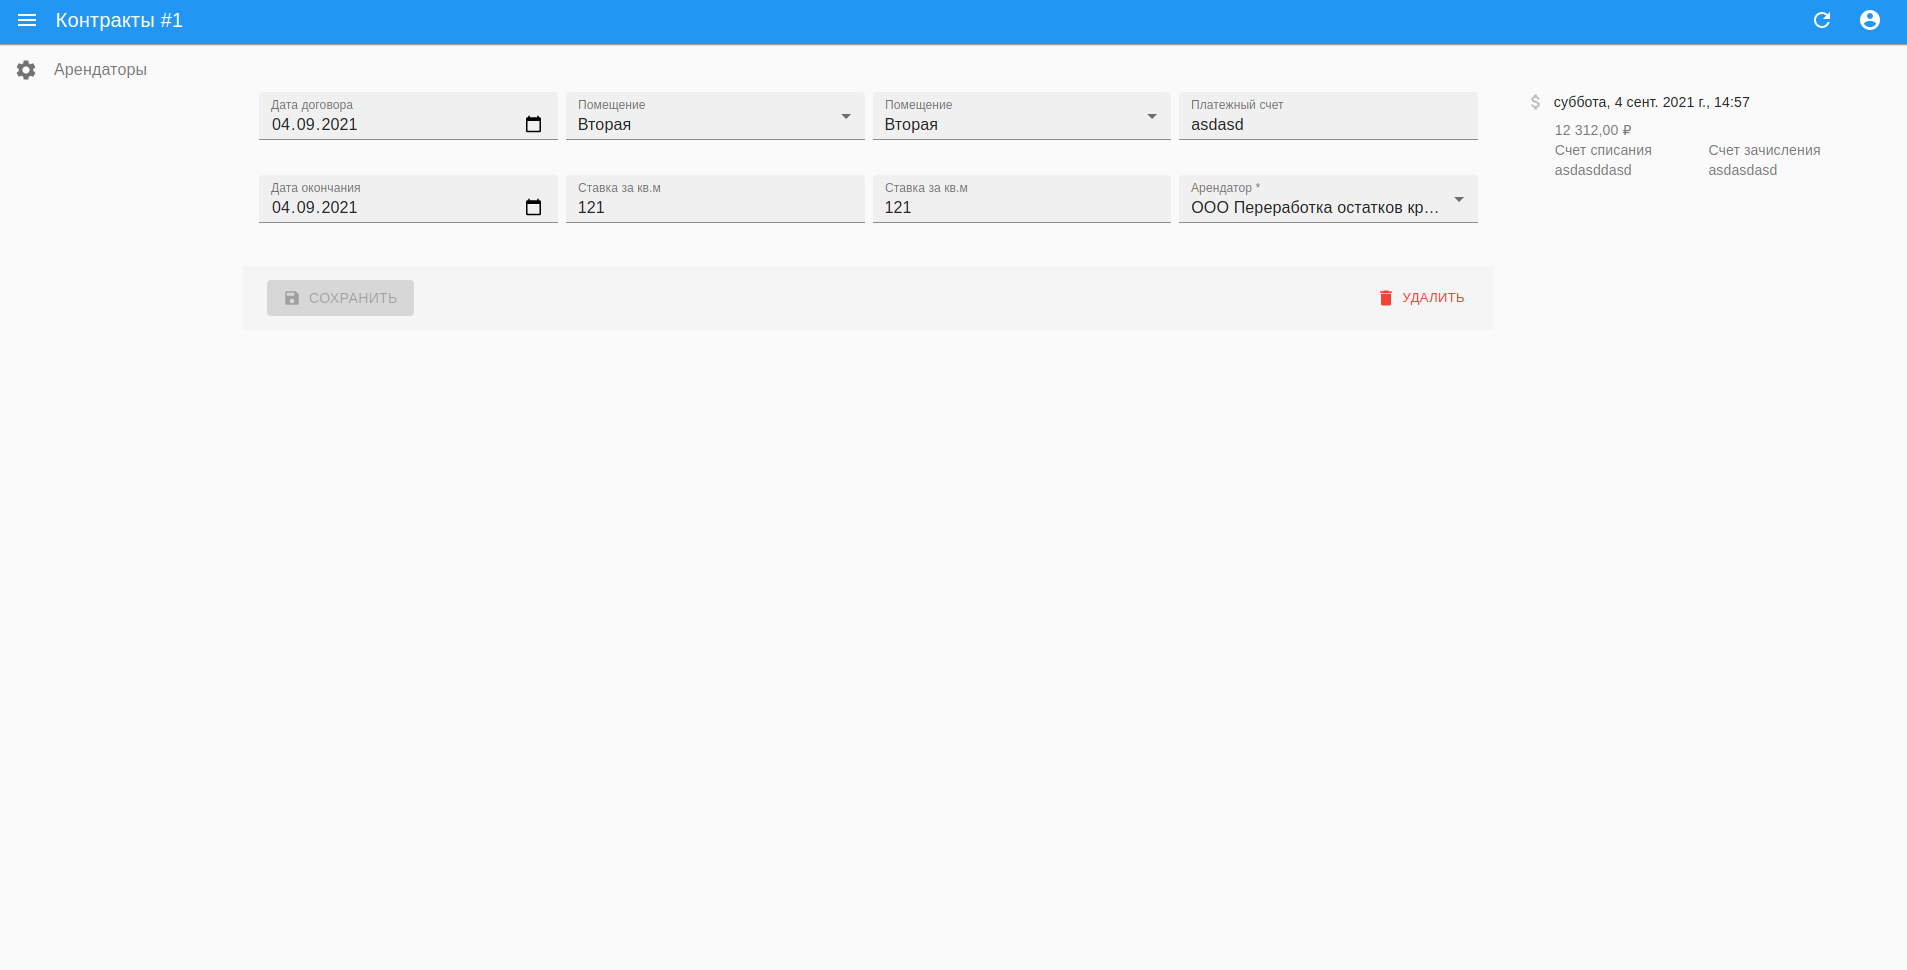 Контракты #1
Арендаторы
Дата договора
04.09.2021
Помещение
Вторая
Помещение
Вторая
Платежный счет
asdasd
Дата окончания
04.09.2021
Ставка за кв.м
121
Ставка за кв.м
121
Арендатор *
ООО Переработка остатков кр…
СОХРАНИТЬ
УДАЛИТЬ
суббота, 4 сент. 2021 г., 14:57
12 312,00 ₽
Счет списания
asdasddasd
Счет зачисления
asdasdasd